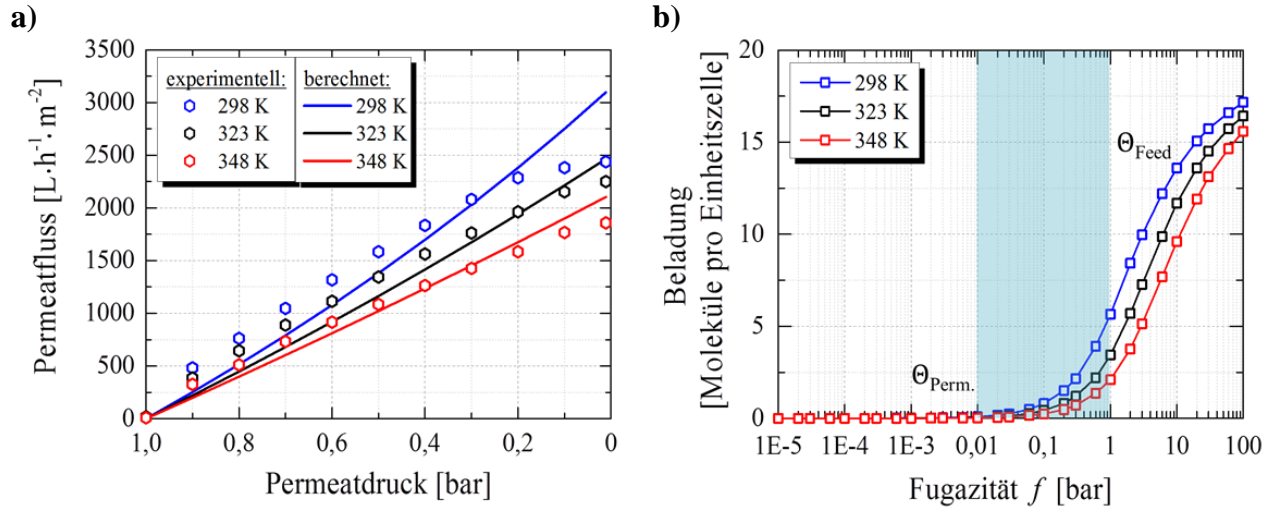 a)
Permeatfluss [L·h⁻¹·m⁻²]
3500
3000
2500
2000
1500
1000
500
0
experimentell: berechnet:
298 K 298 K
323 K 323 K
348 K 348 K
1,0 0,8 0,6 0,4 0,2 0
Permeatdruck [bar]
b)
Beladung
[Moleküle pro Einheitszelle]
20
15
10
5
0
298 K
323 K
348 K
Θ_Feed
Θ_Perm.
1E-5 1E-4 1E-3 0,01 0,1 1 10 100
Fugazität f [bar]